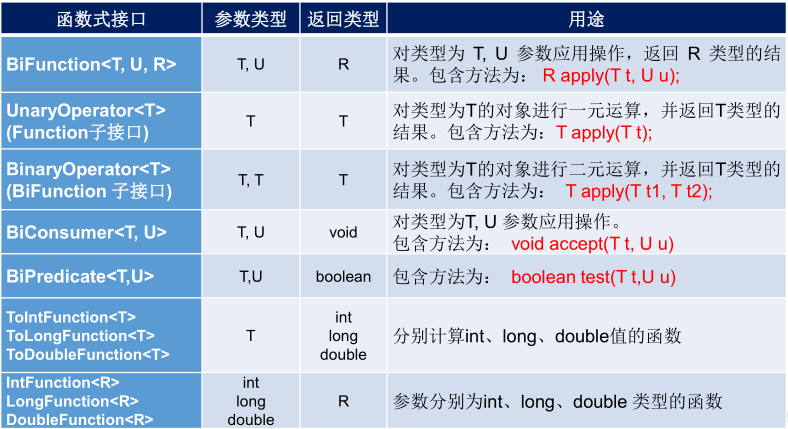 函数式接口 参数类型 返回类型 用途
BiFunction<T, U, R> T, U R 对类型为 T, U 参数应用操作，返回 R 类型的结
果。包含方法为： R apply(T t, U u);
UnaryOperator<T>
(Function子接口) T T 对类型为T的对象进行一元运算，并返回T类型的
结果。包含方法为：T apply(T t);
BinaryOperator<T>
(BiFunction 子接口) T, T T 对类型为T的对象进行二元运算，并返回T类型的
结果。包含方法为： T apply(T t1, T t2);
BiConsumer<T, U> T, U void 对类型为T, U 参数应用操作。
包含方法为： void accept(T t, U u)
BiPredicate<T,U> T,U boolean 包含方法为： boolean test(T t,U u)
ToIntFunction<T>
ToLongFunction<T>
ToDoubleFunction<T>
T
int
long
double
分别计算int、long、double值的函数
IntFunction<R>
LongFunction<R>
DoubleFunction<R>
int
long
double
R
参数分别为int、long、double 类型的函数